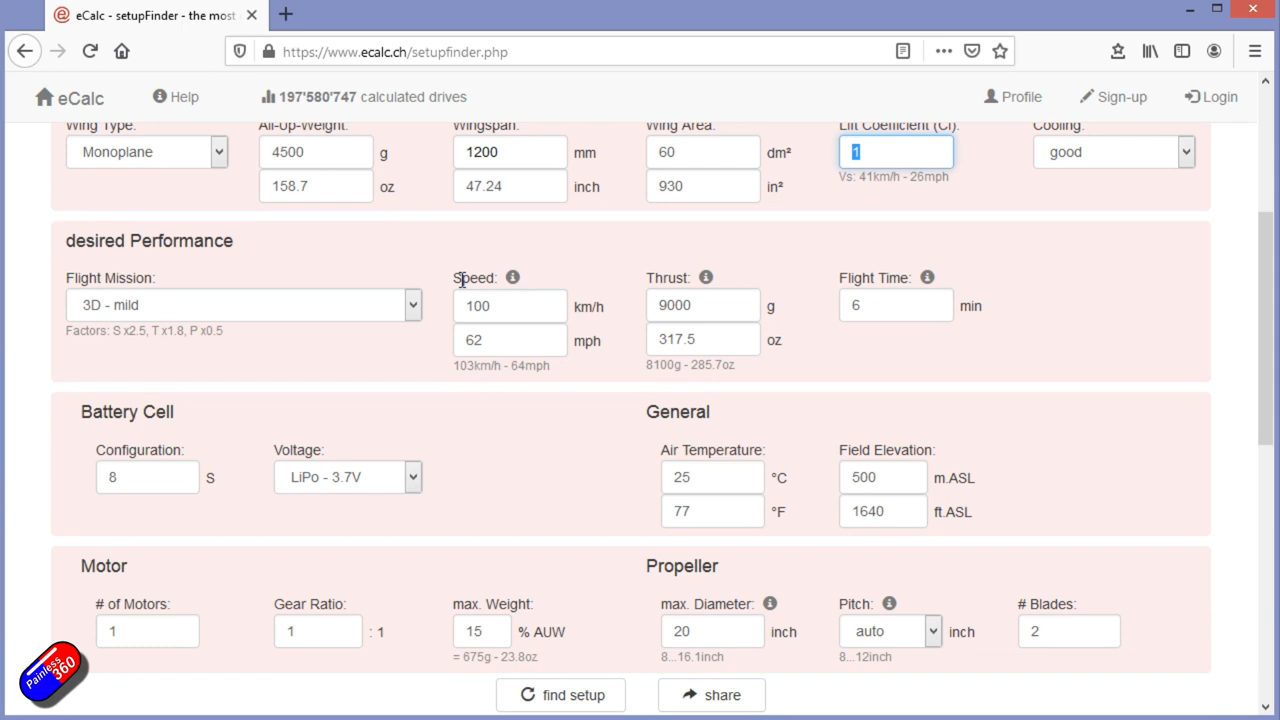 eCalc - setupFinder - the most
https://www.ecalc.ch/setupfinder.php
eCalc Help 197'580'747 calculated drives Profile Sign-up Login
Wing Type: All-Up-Weight: Wingspan: Wing Area: Lift Coefficient (Cl): Cooling:
Monoplane 4500 g 1200 mm 60 dm² 1 good
Vs: 41km/h - 26mph
158.7 oz 47.24 inch 930 in²
desired Performance
Flight Mission: Speed: Thrust: Flight Time:
3D - mild 100 km/h 9000 g 6 min
Factors: S x2.5, T x1.8, P x0.5
62 mph 317.5 oz
103km/h - 64mph 8100g - 285.7oz
Battery Cell General
Configuration: Voltage: Air Temperature: Field Elevation:
8 S LiPo - 3.7V 25 °C 500 m.ASL
77 °F 1640 ft.ASL
Motor Propeller
# of Motors: Gear Ratio: max. Weight: max. Diameter: Pitch: # Blades:
1 1 : 1 15 % AUW 20 inch auto inch 2
= 675g - 23.8oz 8...16.1inch 8...12inch
find setup share
Painless
360